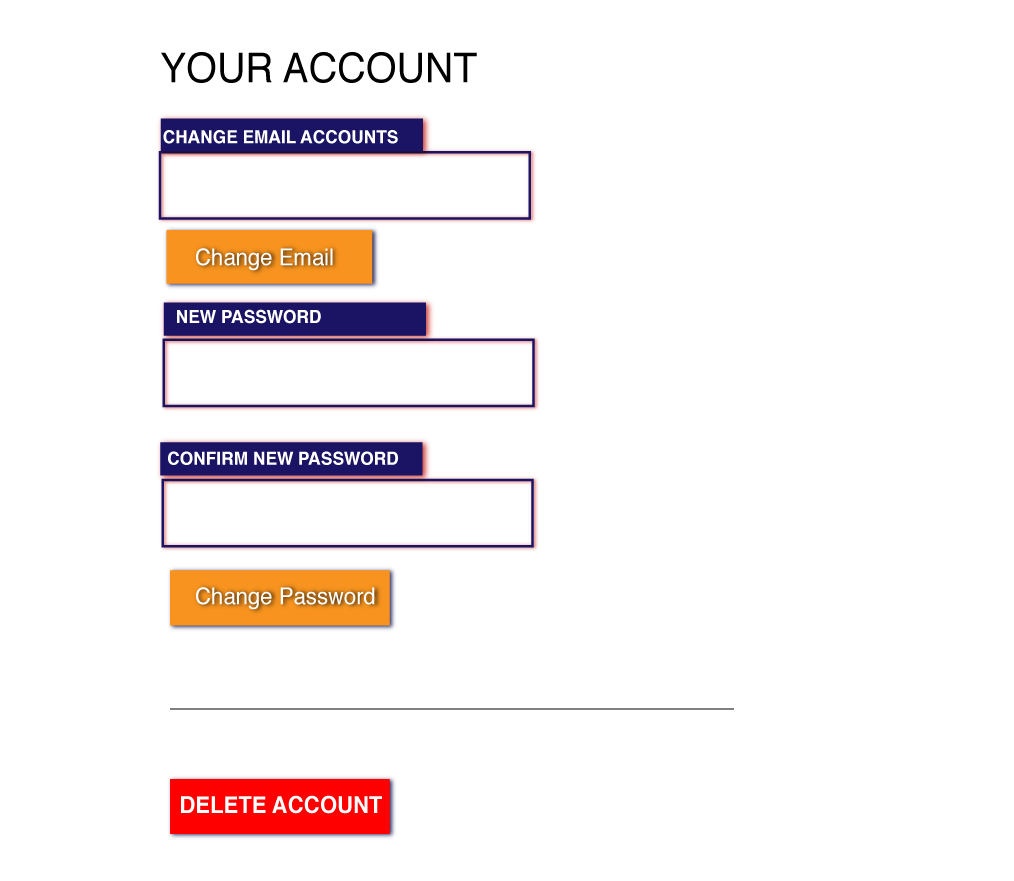 YOUR ACCOUNT
CHANGE EMAIL ACCOUNTS
Change Email
NEW PASSWORD
CONFIRM NEW PASSWORD
Change Password
DELETE ACCOUNT